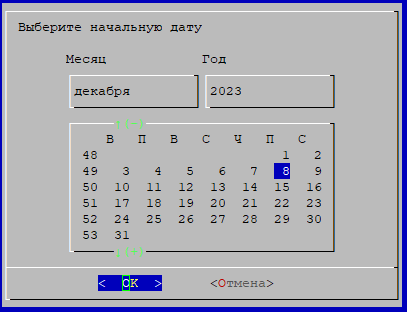 Выберите начальную дату
Месяц Год
декабря 2023
В П В С Ч П С
48 1 2
49 3 4 5 6 7 8 9
50 10 11 12 13 14 15 16
51 17 18 19 20 21 22 23
52 24 25 26 27 28 29 30
53 31
< OK > <Отмена>